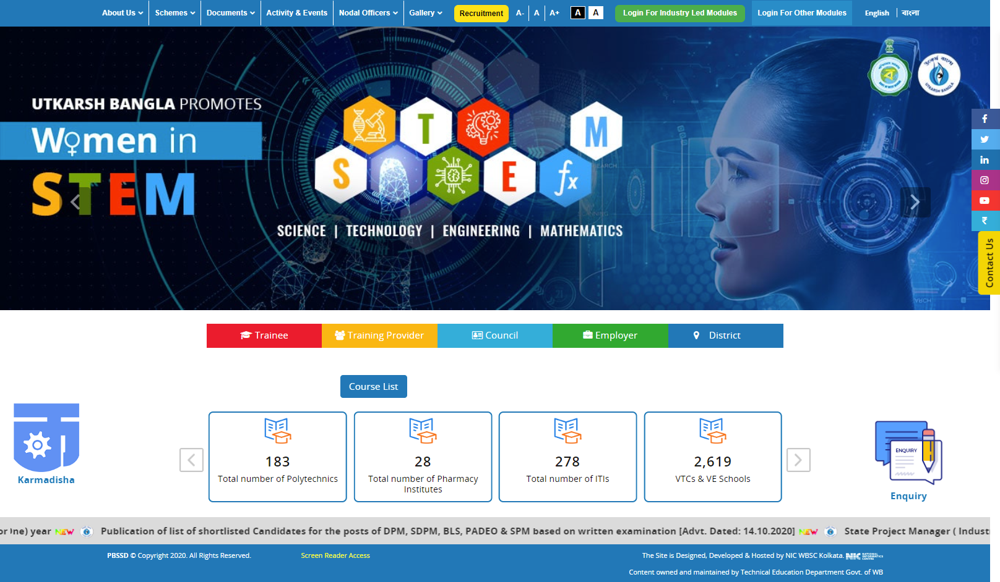 About Us
Schemes
Documents
Activity & Events
Nodal Officers
Gallery
Recruitment
A-
A
A+
A
A
Login For Industry Led Modules
Login For Other Modules
English
বাংলা
UTKARSH BANGLA PROMOTES
Women in
STEM
T
M
S
E
fx
SCIENCE | TECHNOLOGY | ENGINEERING | MATHEMATICS
UTKARSH BANGLA
Contact Us
Trainee
Training Provider
Council
Employer
District
Course List
Karmadisha
183
Total number of Polytechnics
28
Total number of Pharmacy
Institutes
278
Total number of ITIs
2,619
VTCs & VE Schools
ENQUIRY
Enquiry
year NEW Publication of list of shortlisted Candidates for the posts of DPM, SDPM, BLS, PADEO & SPM based on written examination [Advt. Dated: 14.10.2020] NEW State Project Manager (
PBSSD © Copyright 2020. All Rights Reserved.
Screen Reader Access
The Site is Designed, Developed & Hosted by NIC WBSC Kolkata. NIC NATIONAL INFORMATICS CENTRE
Content owned and maintained by Technical Education Department Govt. of WB